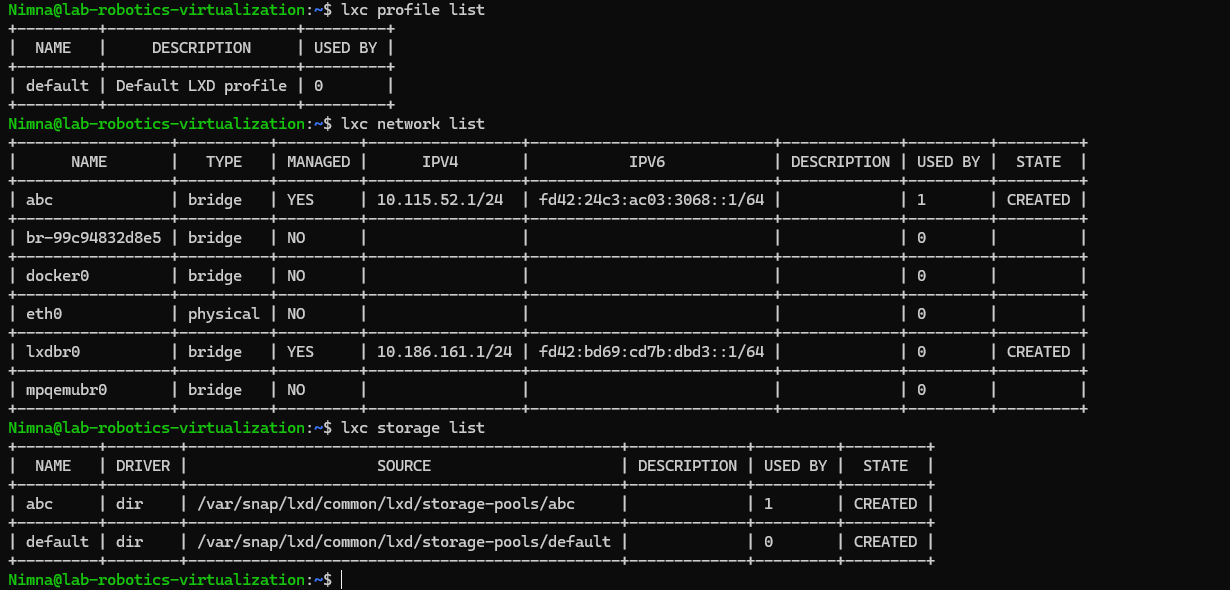 Nimna@lab-robotics-virtualization:~$ lxc profile list
+---------+---------------------+---------+
|  NAME   |     DESCRIPTION     | USED BY |
+---------+---------------------+---------+
| default | Default LXD profile | 0       |
+---------+---------------------+---------+
Nimna@lab-robotics-virtualization:~$ lxc network list
+-----------------+----------+---------+-----------------+---------------------------+-------------+---------+---------+
|      NAME       |   TYPE   | MANAGED |      IPV4       |           IPV6            | DESCRIPTION | USED BY |  STATE  |
+-----------------+----------+---------+-----------------+---------------------------+-------------+---------+---------+
| abc             | bridge   | YES     | 10.115.52.1/24  | fd42:24c3:ac03:3068::1/64 |             | 1       | CREATED |
+-----------------+----------+---------+-----------------+---------------------------+-------------+---------+---------+
| br-99c94832d8e5 | bridge   | NO      |                 |                           |             | 0       |         |
+-----------------+----------+---------+-----------------+---------------------------+-------------+---------+---------+
| docker0         | bridge   | NO      |                 |                           |             | 0       |         |
+-----------------+----------+---------+-----------------+---------------------------+-------------+---------+---------+
| eth0            | physical | NO      |                 |                           |             | 0       |         |
+-----------------+----------+---------+-----------------+---------------------------+-------------+---------+---------+
| lxdbr0          | bridge   | YES     | 10.186.161.1/24 | fd42:bd69:cd7b:dbd3::1/64 |             | 0       | CREATED |
+-----------------+----------+---------+-----------------+---------------------------+-------------+---------+---------+
| mpqemubr0       | bridge   | NO      |                 |                           |             | 0       |         |
+-----------------+----------+---------+-----------------+---------------------------+-------------+---------+---------+
Nimna@lab-robotics-virtualization:~$ lxc storage list
+---------+--------+------------------------------------------------+-------------+---------+---------+
|  NAME   | DRIVER |                     SOURCE                     | DESCRIPTION | USED BY |  STATE  |
+---------+--------+------------------------------------------------+-------------+---------+---------+
| abc     | dir    | /var/snap/lxd/common/lxd/storage-pools/abc     |             | 1       | CREATED |
+---------+--------+------------------------------------------------+-------------+---------+---------+
| default | dir    | /var/snap/lxd/common/lxd/storage-pools/default |             | 0       | CREATED |
+---------+--------+------------------------------------------------+-------------+---------+---------+
Nimna@lab-robotics-virtualization:~$